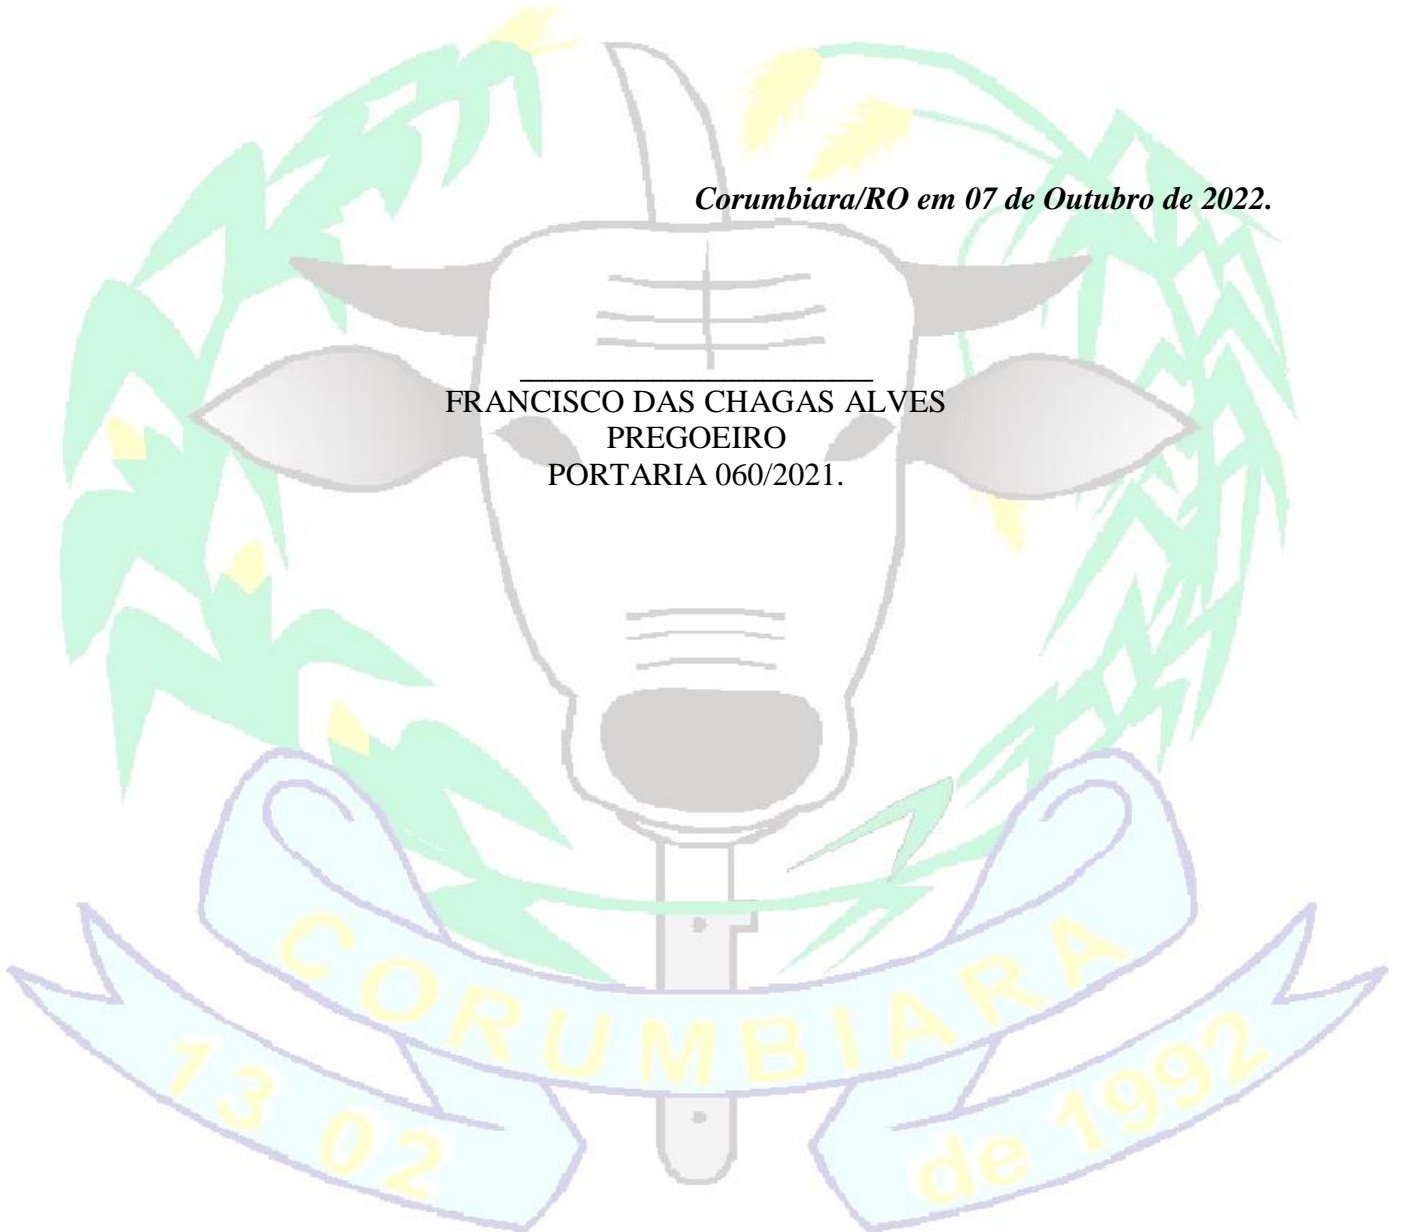 Corumbiara/RO em 07 de Outubro de 2022.
FRANCISCO DAS CHAGAS ALVES
PREGOEIRO
PORTARIA 060/2021.
CORUMBIARA
13 02 de 1992